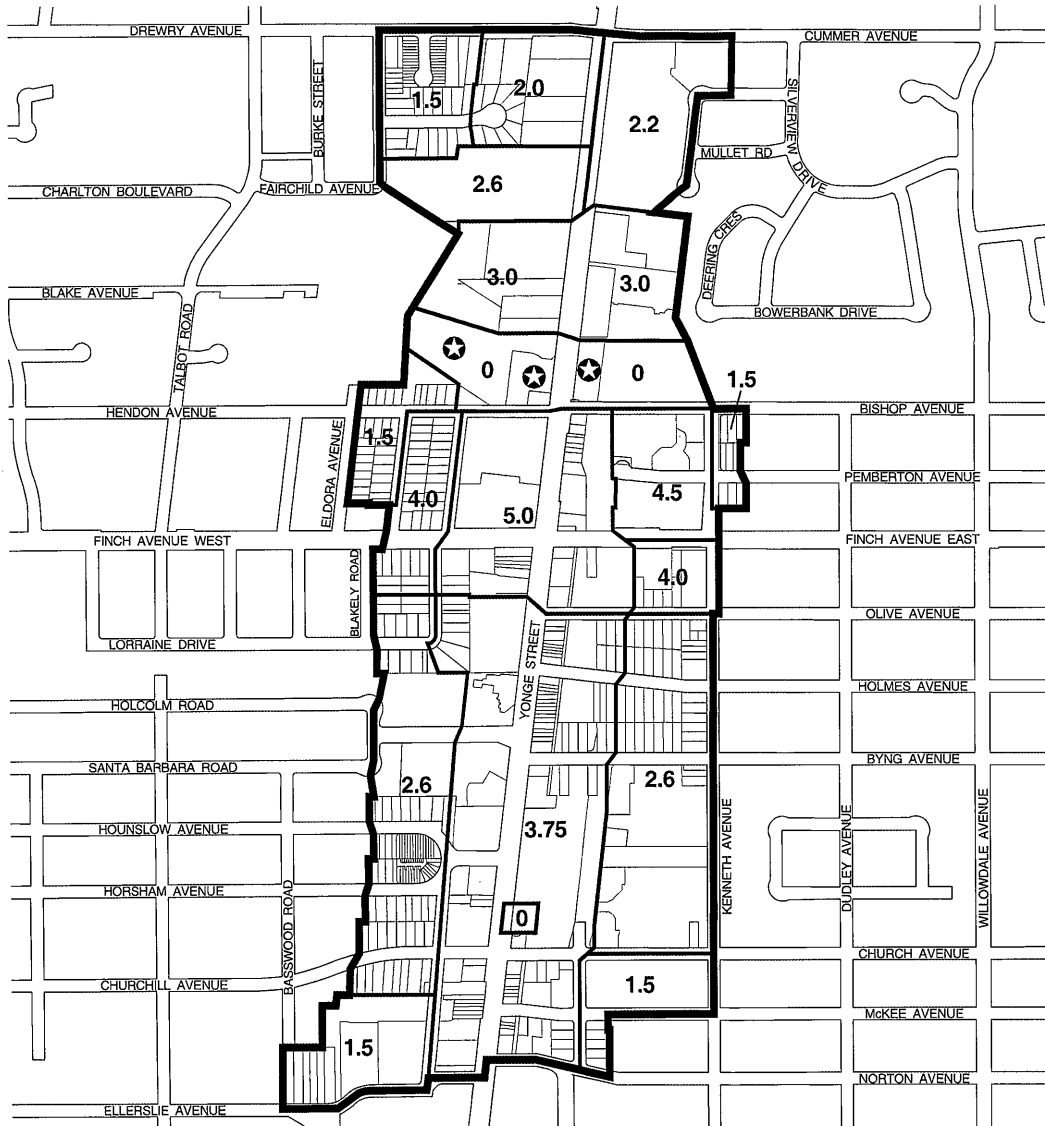 DREWRY AVENUE
CUMMER AVENUE
BURKE STREET
SILVERVIEW DRIVE
1.5
2.0
2.2
MULLET RD
2.6
CHARLTON BOULEVARD
FAIRCHILD AVENUE
DEERING CRES
3.0
3.0
BLAKE AVENUE
BOWERBANK DRIVE
TALBOT ROAD
0
0
1.5
HENDON AVENUE
BISHOP AVENUE
ELDORA AVENUE
1.5
4.0
5.0
4.5
PEMBERTON AVENUE
FINCH AVENUE WEST
FINCH AVENUE EAST
BLAKELY ROAD
4.0
OLIVE AVENUE
LORRAINE DRIVE
YONGE STREET
HOLMES AVENUE
HOLCOLM ROAD
SANTA BARBARA ROAD
BYNG AVENUE
2.6
2.6
HOUNSLOW AVENUE
3.75
KENNETH AVENUE
DUDLEY AVENUE
WILLOWDALE AVENUE
HORSHAM AVENUE
BASSWOOD ROAD
0
CHURCH AVENUE
CHURCHILL AVENUE
1.5
McKEE AVENUE
1.5
NORTON AVENUE
ELLERSLIE AVENUE